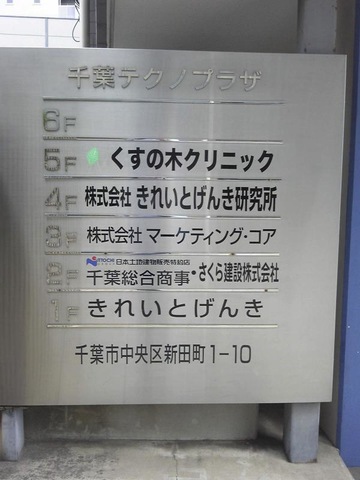 千葉テクノプラザ
6F
5F くすの木クリニック
4F 株式会社 きれいとげんき研究所
3F 株式会社 マーケティング・コア
日本土地建物販売特約店
2F 千葉総合商事・さくら建設株式会社
1F きれいとげんき
千葉市中央区新田町1-10